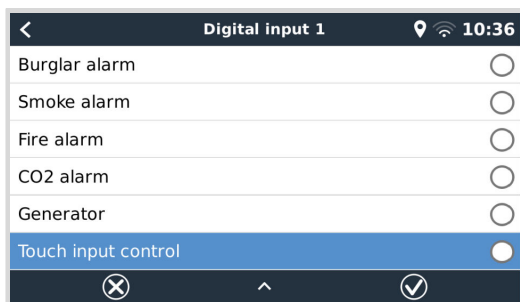 Digital input 1 10:36
Burglar alarm
Smoke alarm
Fire alarm
CO2 alarm
Generator
Touch input control